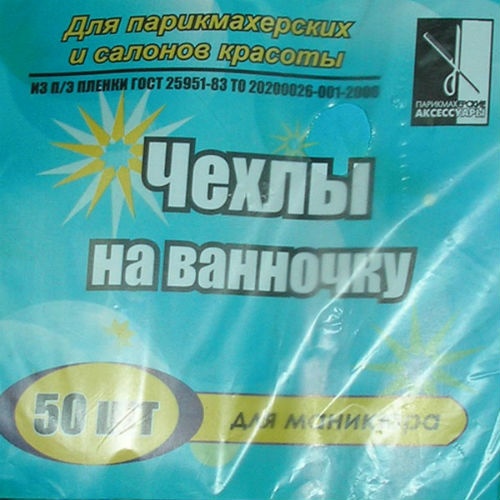 Для парикмахерских
и салонов красоты
ИЗ П/Э ПЛЕНКИ ГОСТ 25951-83 ТО 20200026-001-2000
ПАРИКМАХЕРСКИЕ
АКСЕССУАРЫ
Чехлы
на ванночку
50 шт
для маникюра